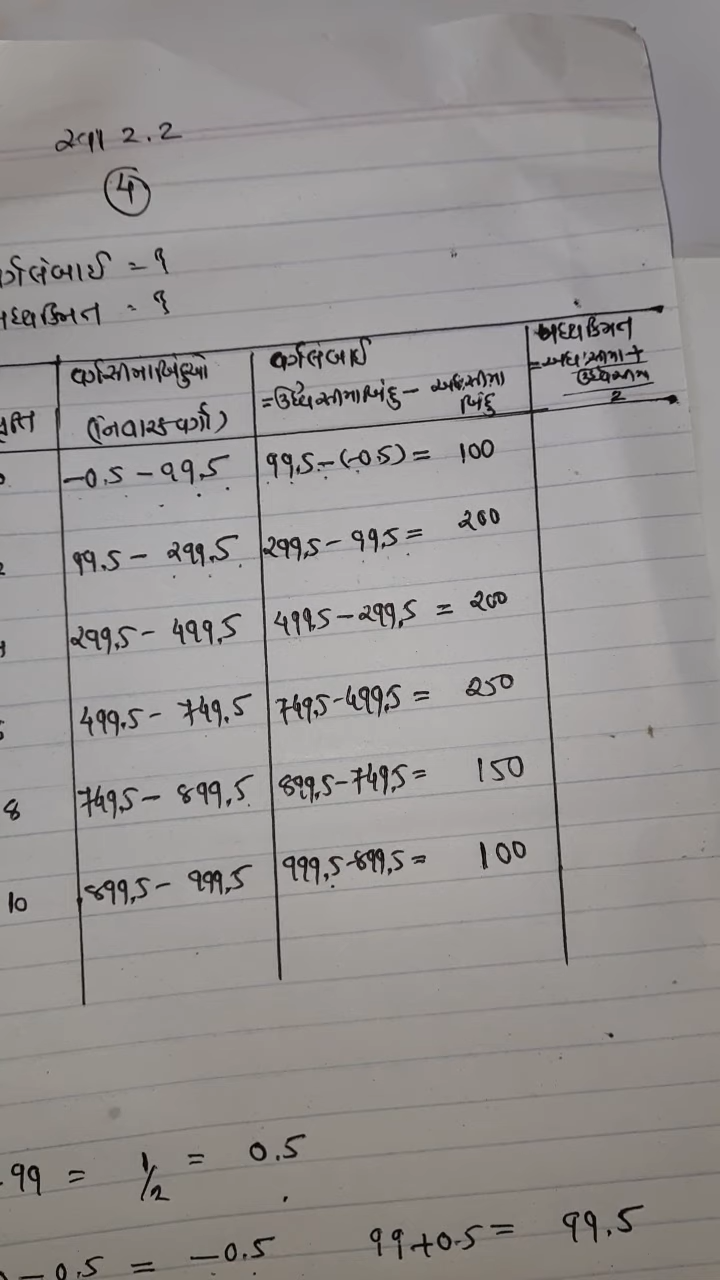 સ્વા 2.2
④
ર્ગલંબાઈ = ?
મધ્યકિંમત = ?
વર્ગસીમાબિંદુઓ
(નિવારક વર્ગો)
વર્ગલંબાઈ
= ઉર્ધ્વસીમાબિંદુ - અધઃસીમા
બિંદુ
મધ્યકિંમત
= અધઃસીમા +
2
-0.5 - 99.5 99.5 - (-0.5) = 100
99.5 - 299.5 299.5 - 99.5 = 200
299.5 - 499.5 499.5 - 299.5 = 200
499.5 - 749.5 749.5 - 499.5 = 250
8 749.5 - 899.5 899.5 - 749.5 = 150
10 899.5 - 999.5 999.5 - 899.5 = 100
99 = 1/2 = 0.5
- 0.5 = -0.5 99+0.5 = 99.5